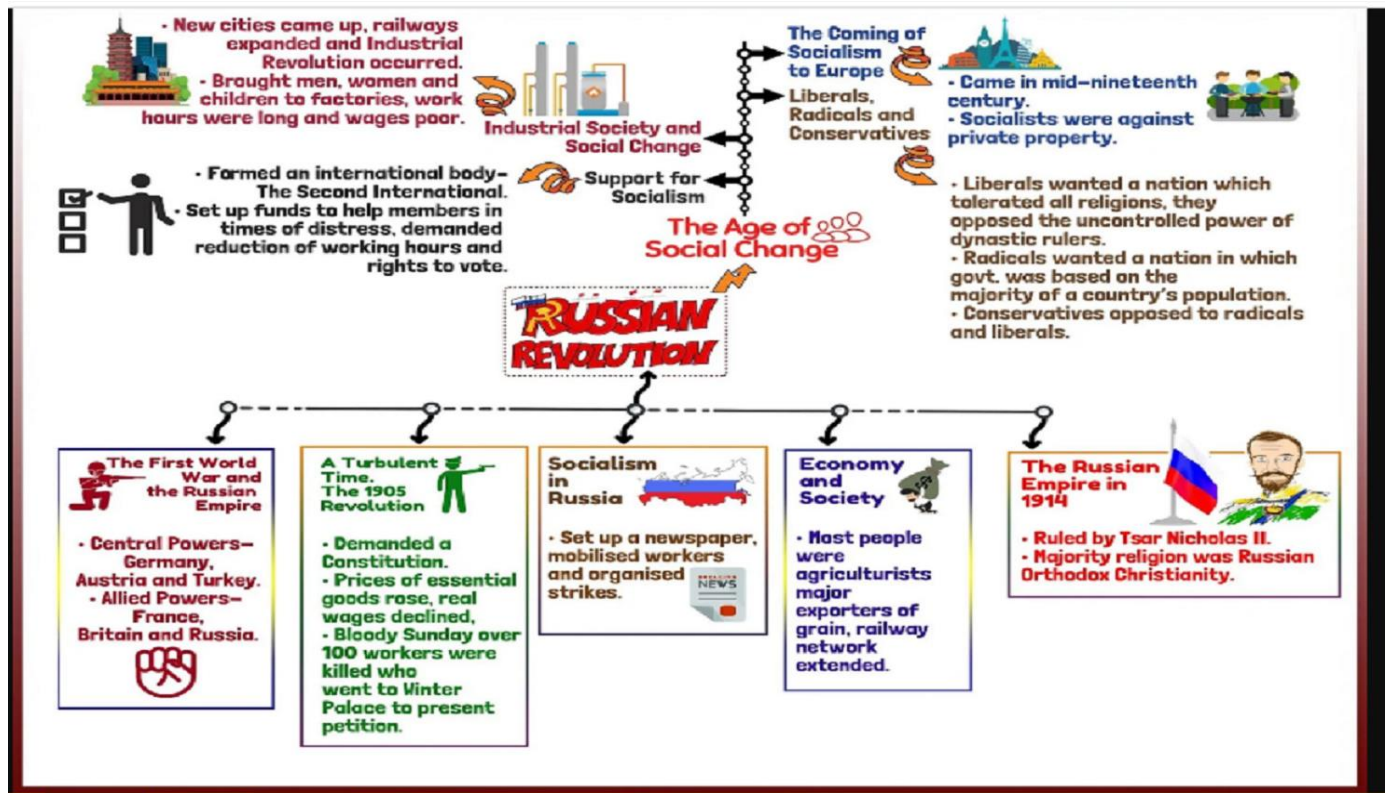 • New cities came up, railways
expanded and Industrial
Revolution occurred.
• Brought men, women and
children to factories, work
hours were long and wages poor.
Industrial Society and
Social Change
The Coming of
Socialism
to Europe
• Came in mid-nineteenth
century.
• Socialists were against
private property.
Liberals,
Radicals and
Conservatives
• Liberals wanted a nation which
tolerated all religions, they
opposed the uncontrolled power of
dynastic rulers.
• Radicals wanted a nation in which
govt. was based on the
majority of a country's population.
• Conservatives opposed to radicals
and liberals.
• Formed an international body–
The Second International.
• Set up funds to help members in
times of distress, demanded
reduction of working hours and
rights to vote.
Support for
Socialism
The Age of
Social Change
RUSSIAN
REVOLUTION
The First World
War and
the Russian
Empire
• Central Powers–
Germany,
Austria and Turkey.
• Allied Powers–
France,
Britain and Russia.
A Turbulent
Time.
The 1905
Revolution
• Demanded a
Constitution.
• Prices of essential
goods rose, real
wages declined,
• Bloody Sunday over
100 workers were
killed who
went to Winter
Palace to present
petition.
Socialism
in
Russia
• Set up a newspaper,
mobilised workers
and organised
strikes.
BREAKING
NEWS
Economy
and
Society
• Most people
were
agriculturists
major
exporters of
grain, railway
network
extended.
The Russian
Empire in
1914
• Ruled by Tsar Nicholas II.
• Majority religion was Russian
Orthodox Christianity.